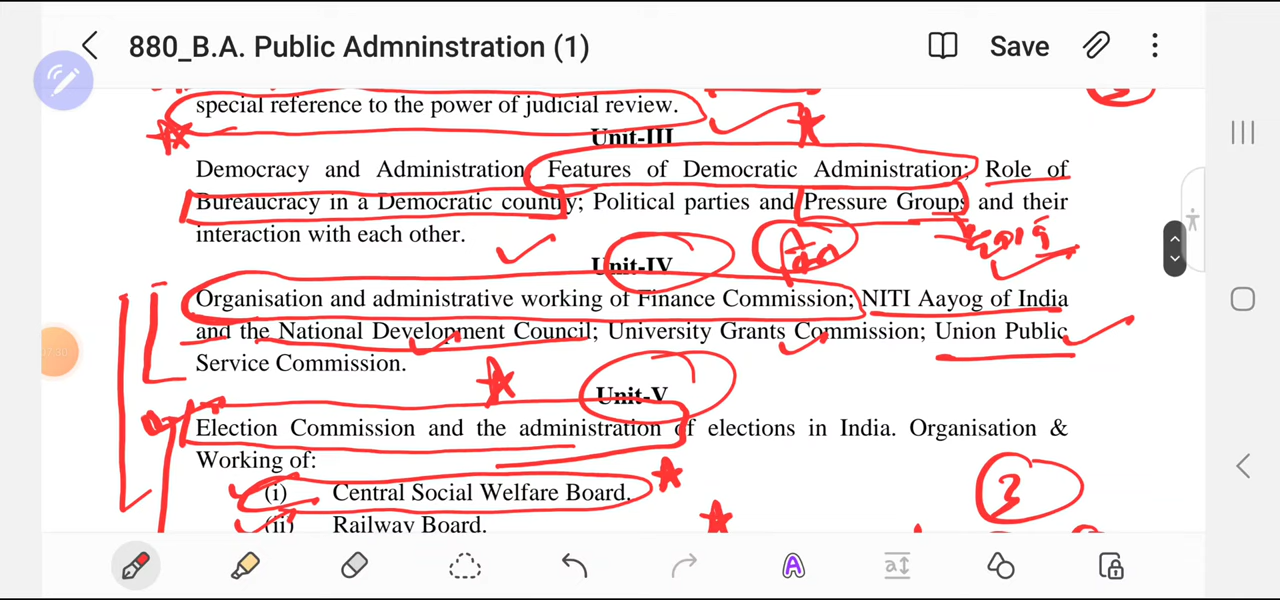 880_B.A. Public Admninstration (1)
Save
special reference to the power of judicial review.
Unit-III
Democracy and Administration, Features of Democratic Administration; Role of
Bureaucracy in a Democratic country; Political parties and Pressure Groups and their
interaction with each other.
Unit-IV
Organisation and administrative working of Finance Commission; NITI Aayog of India
and the National Development Council; University Grants Commission; Union Public
Service Commission.
Unit-V
Election Commission and the administration of elections in India. Organisation &
Working of:
(i) Central Social Welfare Board.
(ii) Railway Board.
3